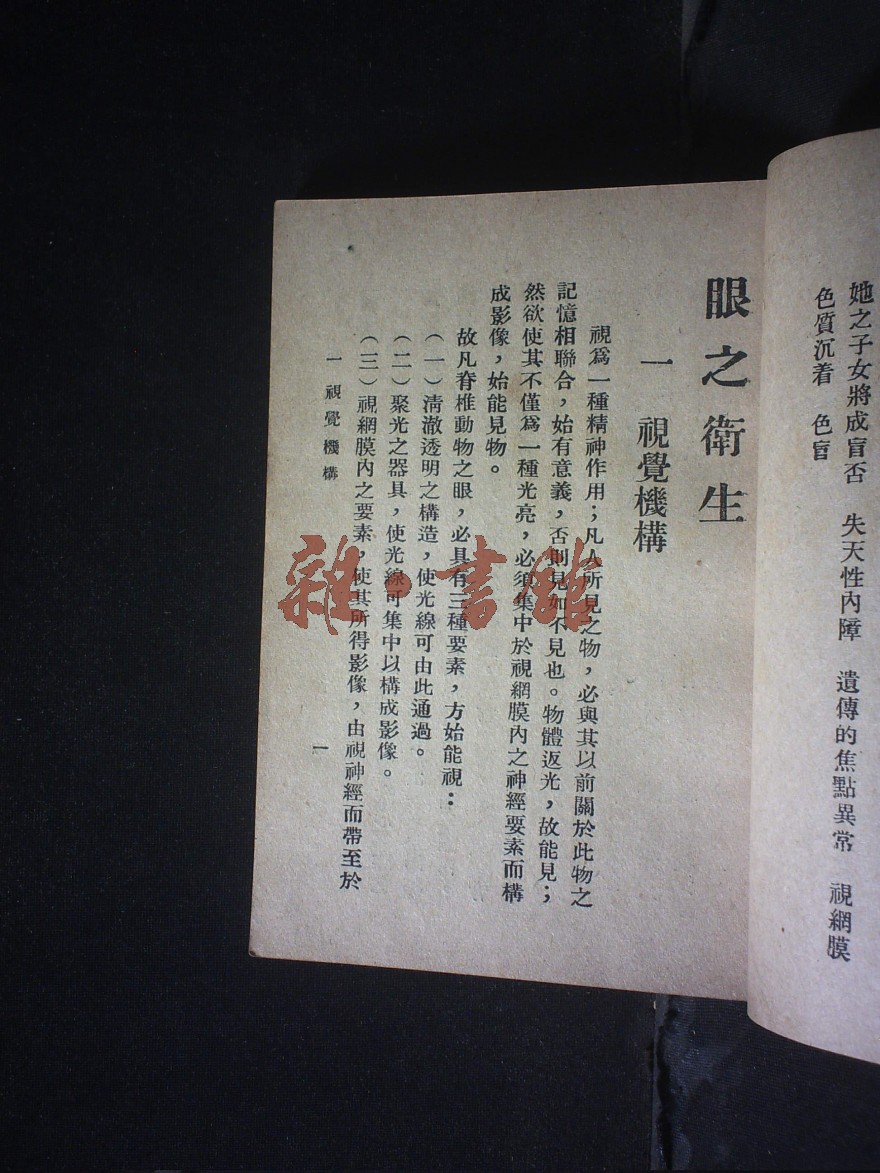 她之子女將成盲否　失天性內障　遺傳的焦點異常　視網膜
色質沉着　色盲
眼之衛生
一　視覺機構
視爲一種精神作用；凡人所見之物，必與其以前關於此物之
記憶相聯合，始有意義，否則見如不見也。物體返光，故能見；
然欲使其不僅爲一種光亮，必須集中於視網膜內之神經要素而構
成影像，始能見物。
故凡脊椎動物之眼，必具有三種要素，方始能視：
（一）淸澈透明之構造，使光線可由此通過。
（二）聚光之器具，使光線可集中以構成影像。
（三）視網膜內之要素，使其所得影像，由視神經而帶至於
一　視覺機構
一
雜·書館